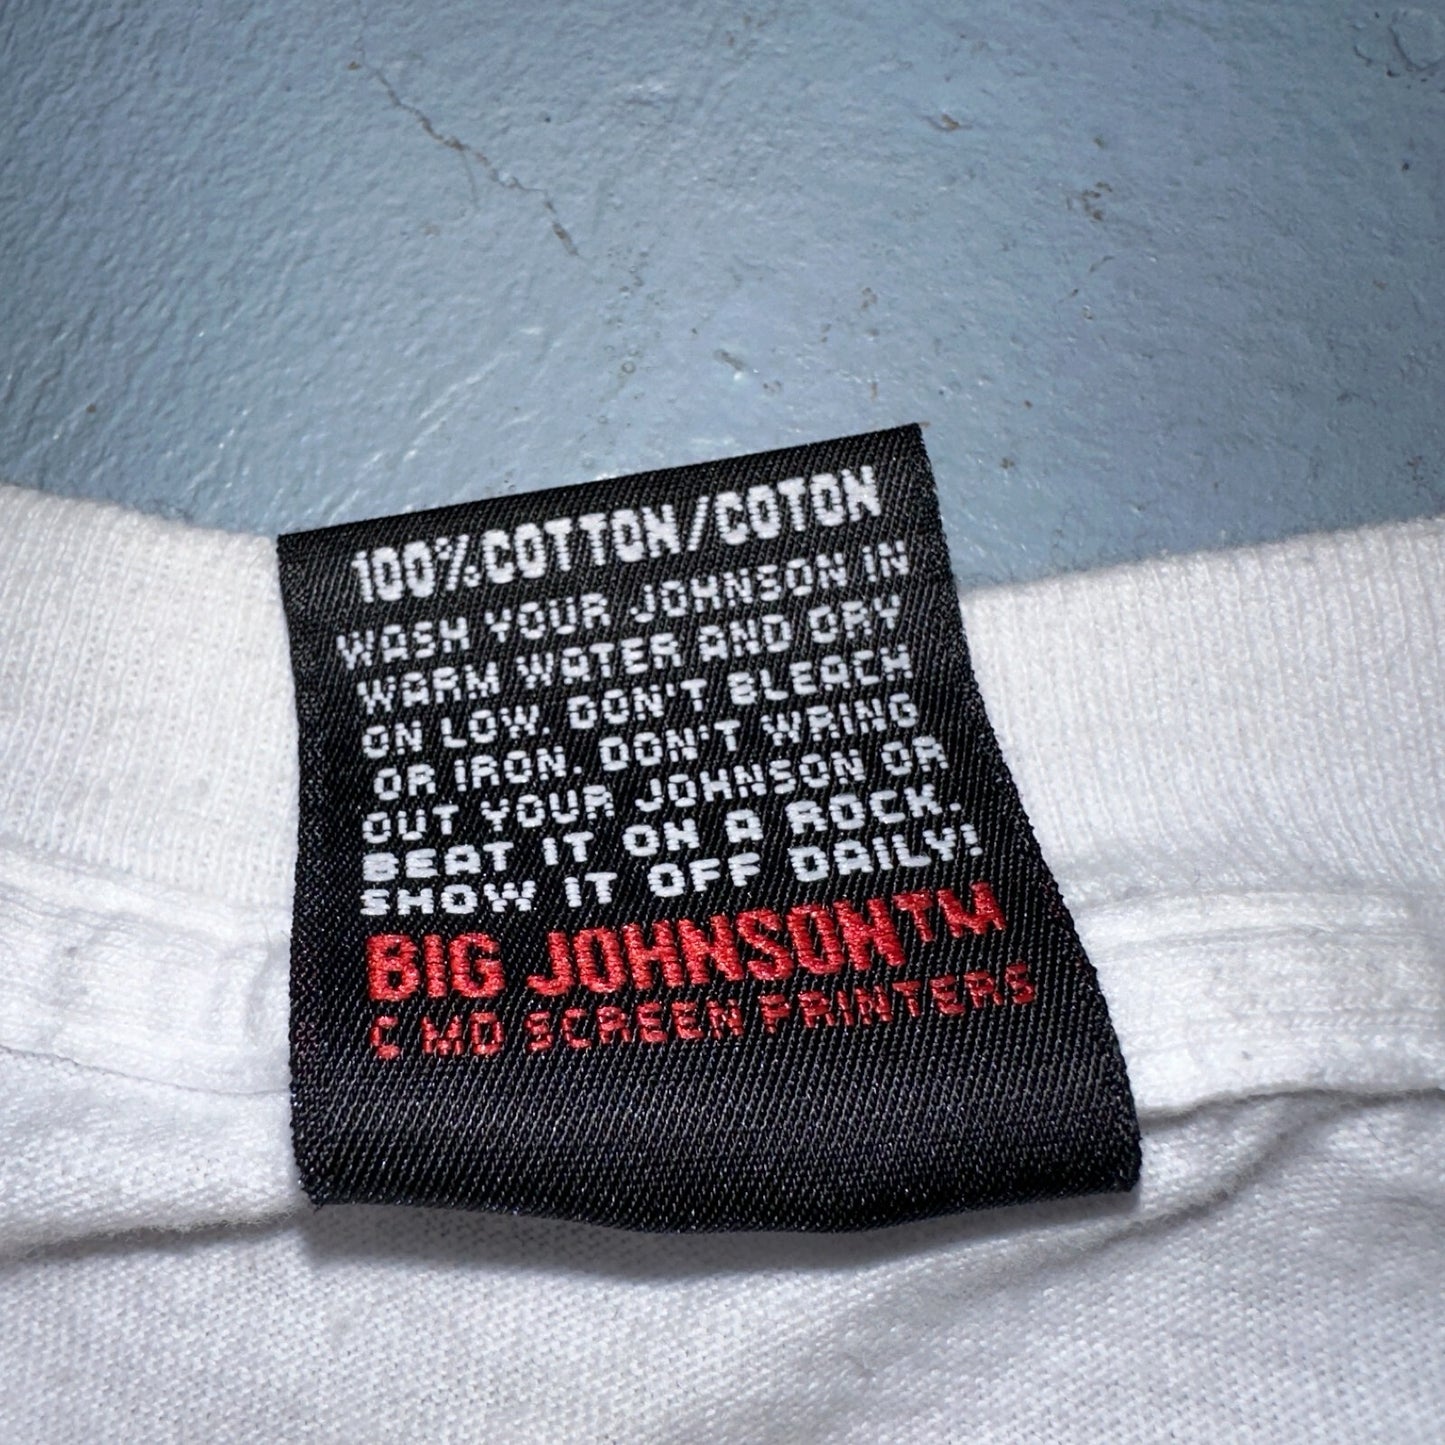 100% COTTON/COTON
WASH YOUR JOHNSON IN
WARM WATER AND DRY
ON LOW. DON'T BLEACH
OR IRON. DON'T WRING
OUT YOUR JOHNSON OR
BEAT IT ON A ROCK.
SHOW IT OFF DAILY!
BIG JOHNSON™
C MD SCREEN PRINTERS